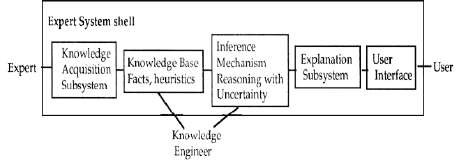 Expert System shell
Expert
Knowledge
Acquisition
Subsystem
Knowledge Base
Facts, heuristics
Inference
Mechanism
Reasoning with
Uncertainty
Explanation
Subsystem
User
Interface
User
Knowledge
Engineer